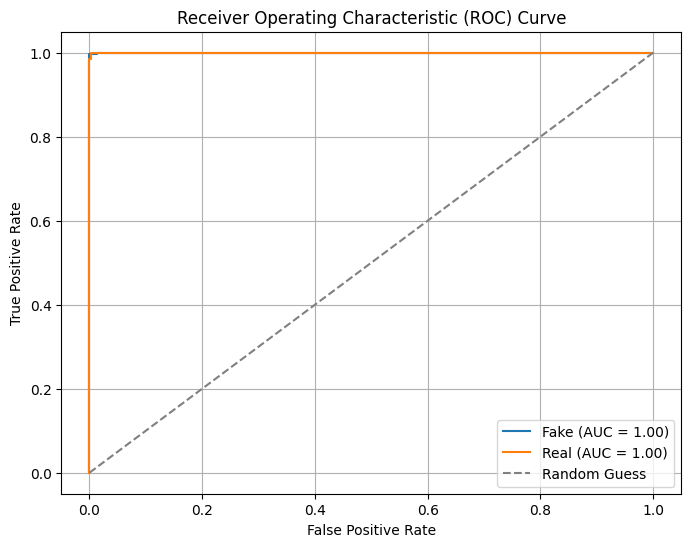 Receiver Operating Characteristic (ROC) Curve
True Positive Rate
1.0
0.8
0.6
0.4
0.2
0.0
Fake (AUC = 1.00)
Real (AUC = 1.00)
Random Guess
0.0 0.2 0.4 0.6 0.8 1.0
False Positive Rate